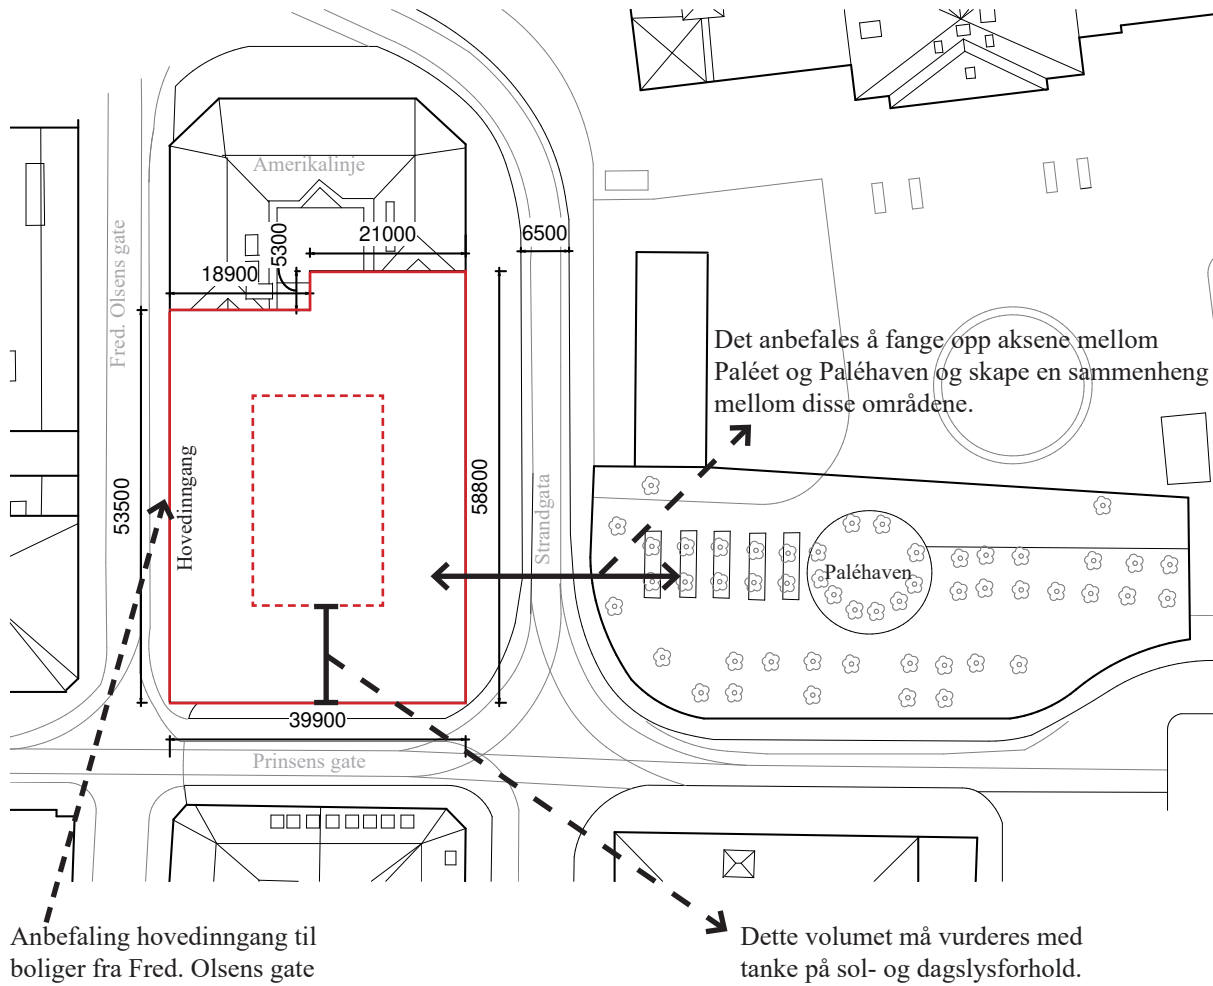 Amerikalinje
Fred. Olsens gate
5300
21000
6500
18900
Det anbefales å fange opp aksene mellom
Paléet og Paléhaven og skape en sammenheng
mellom disse områdene.
53500
Hovedinngang
58800
Strandgata
Paléhaven
39900
Prinsens gate
Anbefaling hovedinngang til
boliger fra Fred. Olsens gate
Dette volumet må vurderes med
tanke på sol- og dagslysforhold.